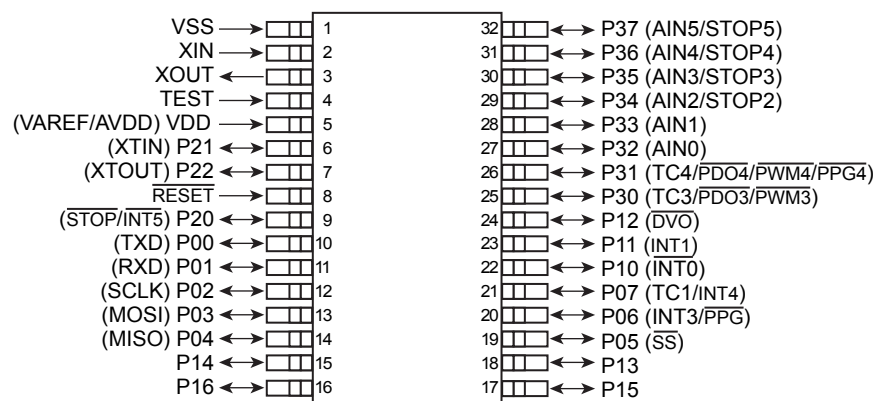 VSS 1 32 P37 (AIN5/STOP5)
XIN 2 31 P36 (AIN4/STOP4)
XOUT 3 30 P35 (AIN3/STOP3)
TEST 4 29 P34 (AIN2/STOP2)
(VAREF/AVDD) VDD 5 28 P33 (AIN1)
(XTIN) P21 6 27 P32 (AIN0)
(XTOUT) P22 7 26 P31 (TC4/PDO4/PWM4/PPG4)
RESET 8 25 P30 (TC3/PDO3/PWM3)
(STOP/INT5) P20 9 24 P12 (DVO)
(TXD) P00 10 23 P11 (INT1)
(RXD) P01 11 22 P10 (INT0)
(SCLK) P02 12 21 P07 (TC1/INT4)
(MOSI) P03 13 20 P06 (INT3/PPG)
(MISO) P04 14 19 P05 (SS)
P14 15 18 P13
P16 16 17 P15